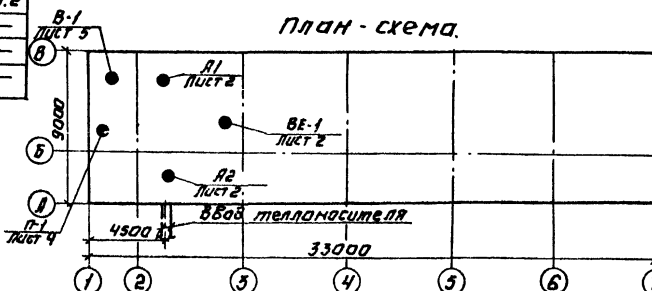 План-схема.
В-1
Лист 5
В
А1
Лист 2
9000
ВЕ-1
Лист 2
Б
А2
Лист 2
А
Ввод теплоносителя
П-1
Лист 4
4500
33000
1 2 3 4 5 6